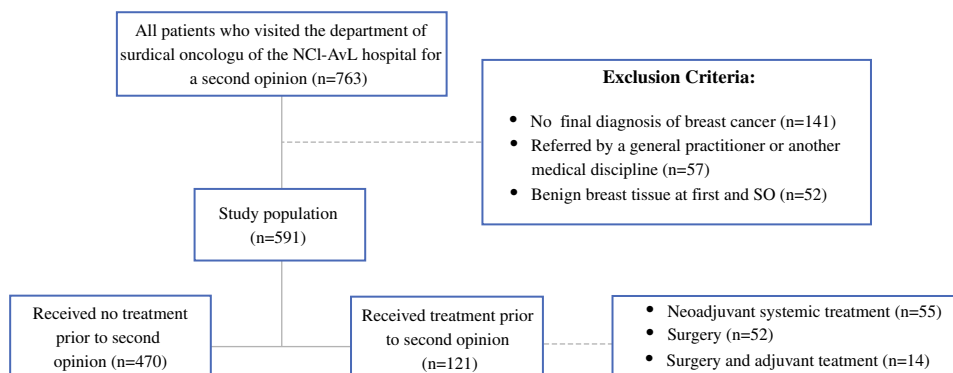 All patients who visited the department of
surdical oncologu of the NCl-AvL hospital for
a second opinion (n=763)
Exclusion Criteria:
• No final diagnosis of breast cancer (n=141)
• Referred by a general practitioner or another
medical discipline (n=57)
• Benign breast tissue at first and SO (n=52)
Study population
(n=591)
Received no treatment
prior to second
opinion (n=470)
Received treatment prior
to second opinion
(n=121)
• Neoadjuvant systemic treatment (n=55)
• Surgery (n=52)
• Surgery and adjuvant teatment (n=14)